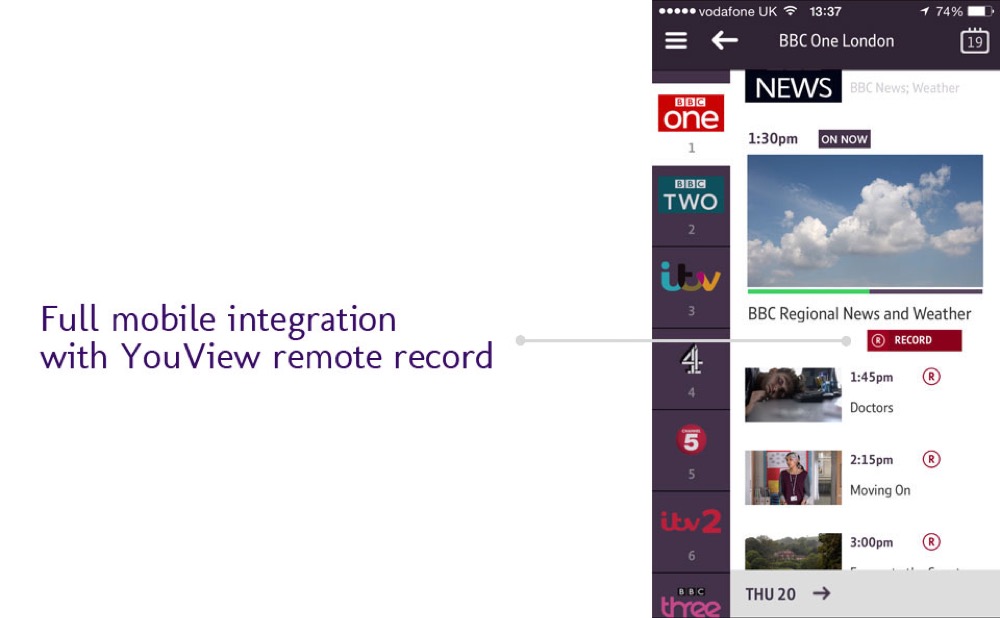 Full mobile integration
with YouView remote record
vodafone UK 13:37 74%
BBC One London 19
BBC one
1
BBC TWO
2
itv
3
4
4
CHANNEL 5
5
itv2
6
BBC three
NEWS
BBC News; Weather
1:30pm ON NOW
BBC Regional News and Weather
R RECORD
1:45pm R
Doctors
2:15pm R
Moving On
3:00pm R
THU 20